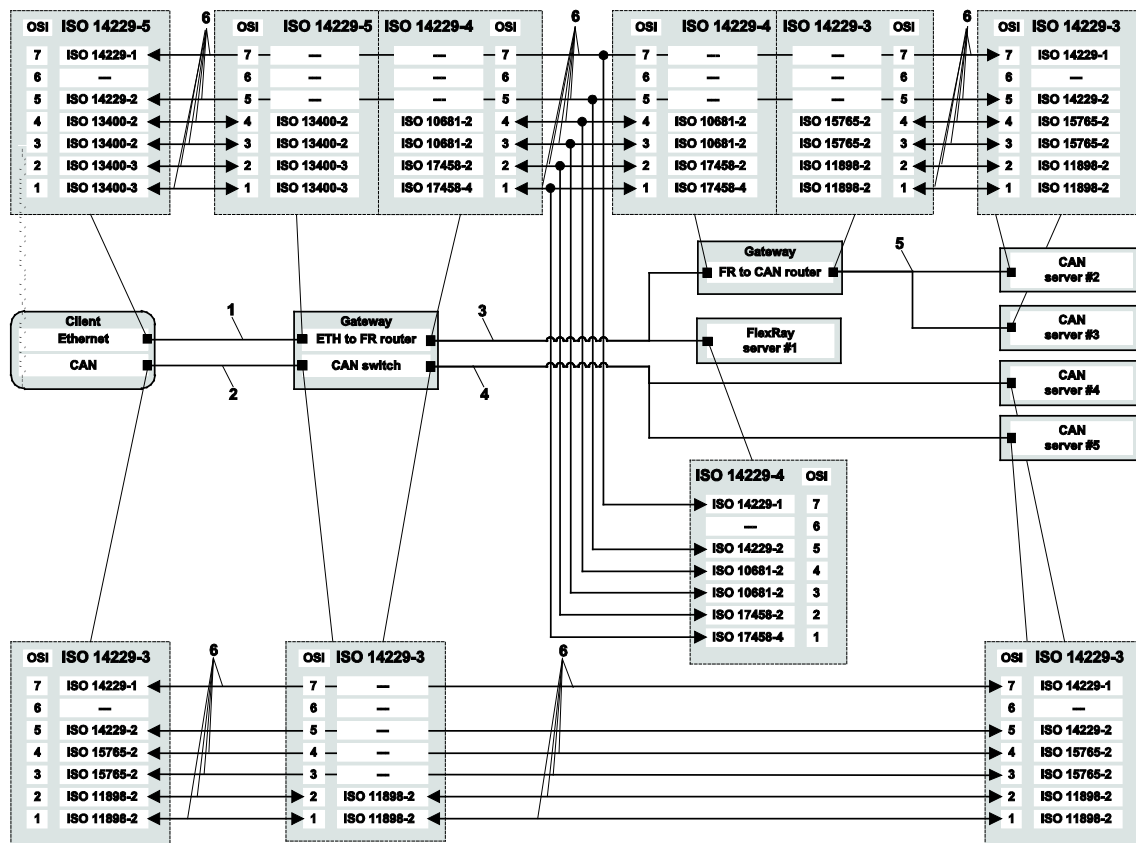 6 6 6
OSI ISO 14229-5 OSI ISO 14229-5 ISO 14229-4 OSI OSI ISO 14229-4 ISO 14229-3 OSI OSI ISO 14229-3
7 ISO 14229-1 7 — — 7 7 — — 7 7 ISO 14229-1
6 — 6 — — 6 6 — — 6 6 —
5 ISO 14229-2 5 — — 5 5 — — 5 5 ISO 14229-2
4 ISO 13400-2 4 ISO 13400-2 ISO 10681-2 4 4 ISO 10681-2 ISO 15765-2 4 4 ISO 15765-2
3 ISO 13400-2 3 ISO 13400-2 ISO 10681-2 3 3 ISO 10681-2 ISO 15765-2 3 3 ISO 15765-2
2 ISO 13400-3 2 ISO 13400-3 ISO 17458-2 2 2 ISO 17458-2 ISO 11898-2 2 2 ISO 11898-2
1 ISO 13400-3 1 ISO 13400-3 ISO 17458-4 1 1 ISO 17458-4 ISO 11898-2 1 1 ISO 11898-2
Gateway
FR to CAN router
5
CAN
server #2
Client
Ethernet
CAN
1
2
Gateway
ETH to FR router
CAN switch
3
4
FlexRay
server #1
CAN
server #3
CAN
server #4
CAN
server #5
ISO 14229-4 OSI
ISO 14229-1 7
— 6
ISO 14229-2 5
ISO 10681-2 4
ISO 10681-2 3
ISO 17458-2 2
ISO 17458-4 1
6 6
OSI ISO 14229-3 OSI ISO 14229-3 OSI ISO 14229-3
7 ISO 14229-1 7 — 7 ISO 14229-1
6 — 6 — 6 —
5 ISO 14229-2 5 — 5 ISO 14229-2
4 ISO 15765-2 4 — 4 ISO 15765-2
3 ISO 15765-2 3 — 3 ISO 15765-2
2 ISO 11898-2 2 ISO 11898-2 2 ISO 11898-2
1 ISO 11898-2 1 ISO 11898-2 1 ISO 11898-2